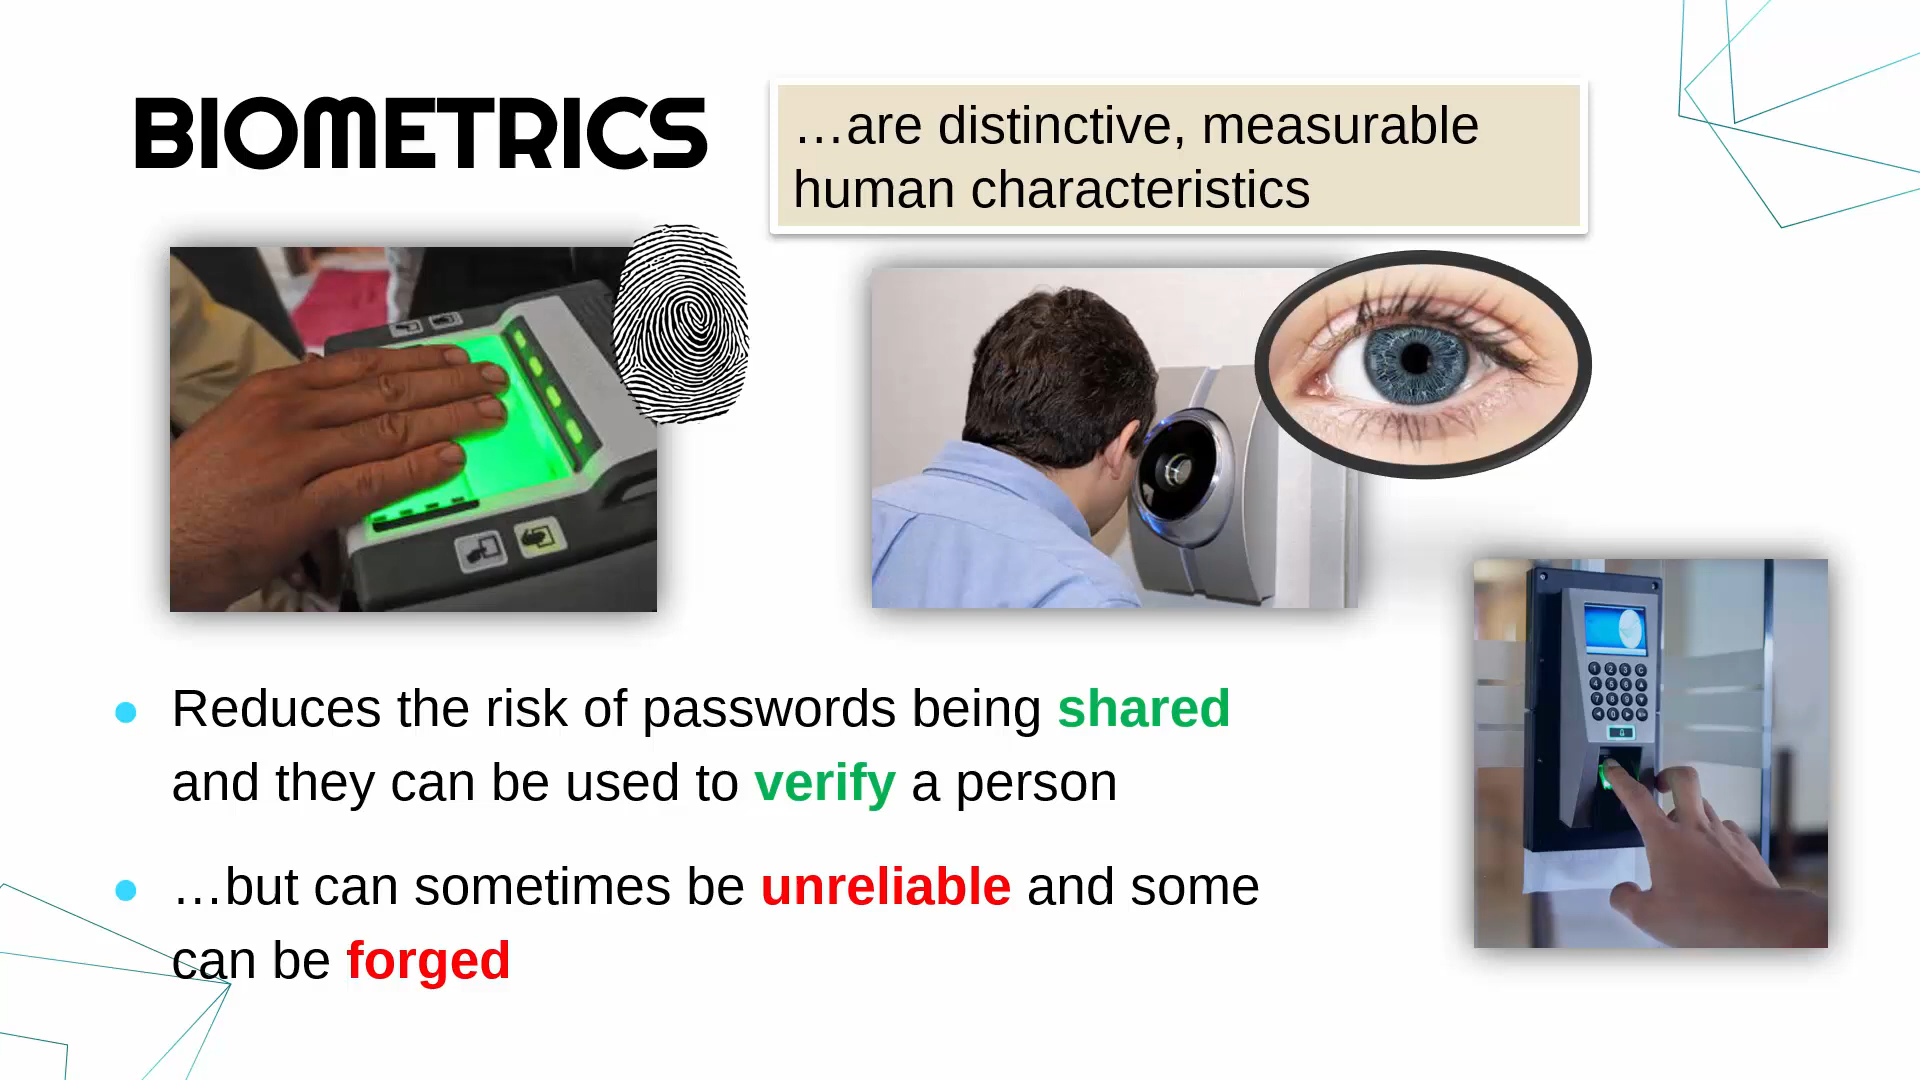 BIOMETRICS
…are distinctive, measurable
human characteristics
Reduces the risk of passwords being shared
and they can be used to verify a person
…but can sometimes be unreliable and some
can be forged